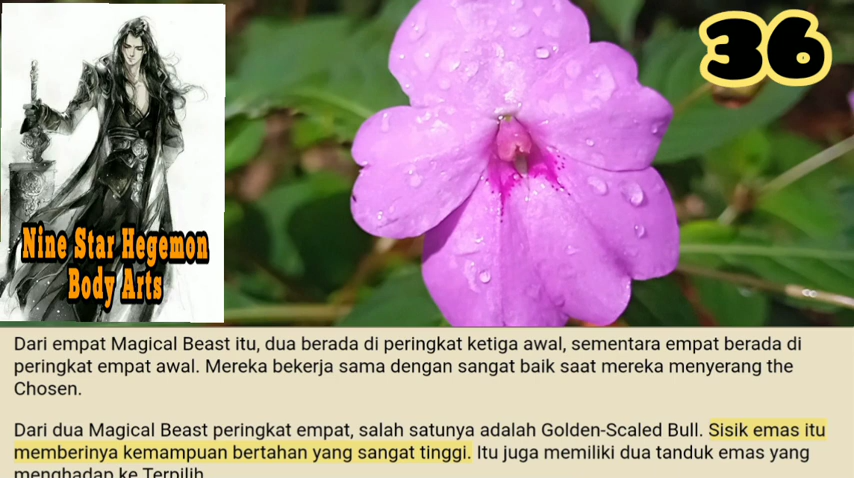 36
Nine Star Hegemon
Body Arts
Dari empat Magical Beast itu, dua berada di peringkat ketiga awal, sementara empat berada di
peringkat empat awal. Mereka bekerja sama dengan sangat baik saat mereka menyerang the
Chosen.
Dari dua Magical Beast peringkat empat, salah satunya adalah Golden-Scaled Bull. Sisik emas itu
memberinya kemampuan bertahan yang sangat tinggi. Itu juga memiliki dua tanduk emas yang
menghadap ke Terpilih